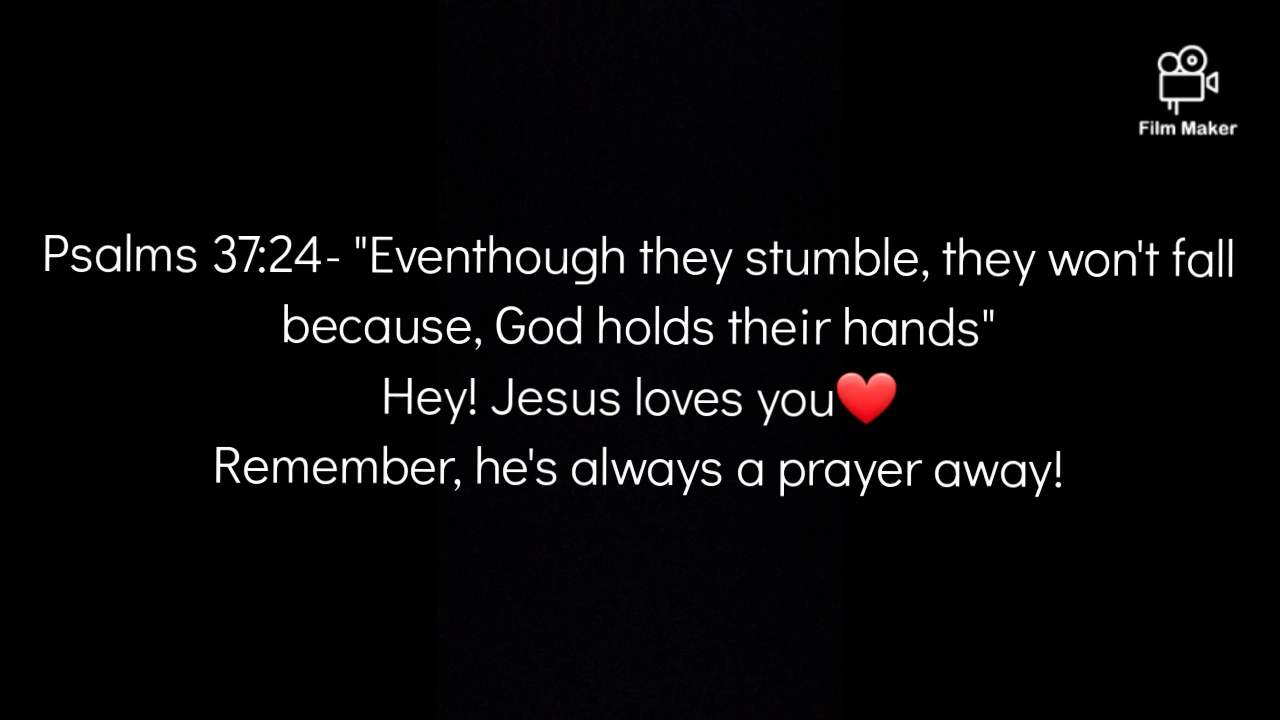 Film Maker
Psalms 37:24- "Eventhough they stumble, they won't fall
because, God holds their hands"
Hey! Jesus loves you❤️
Remember, he's always a prayer away!